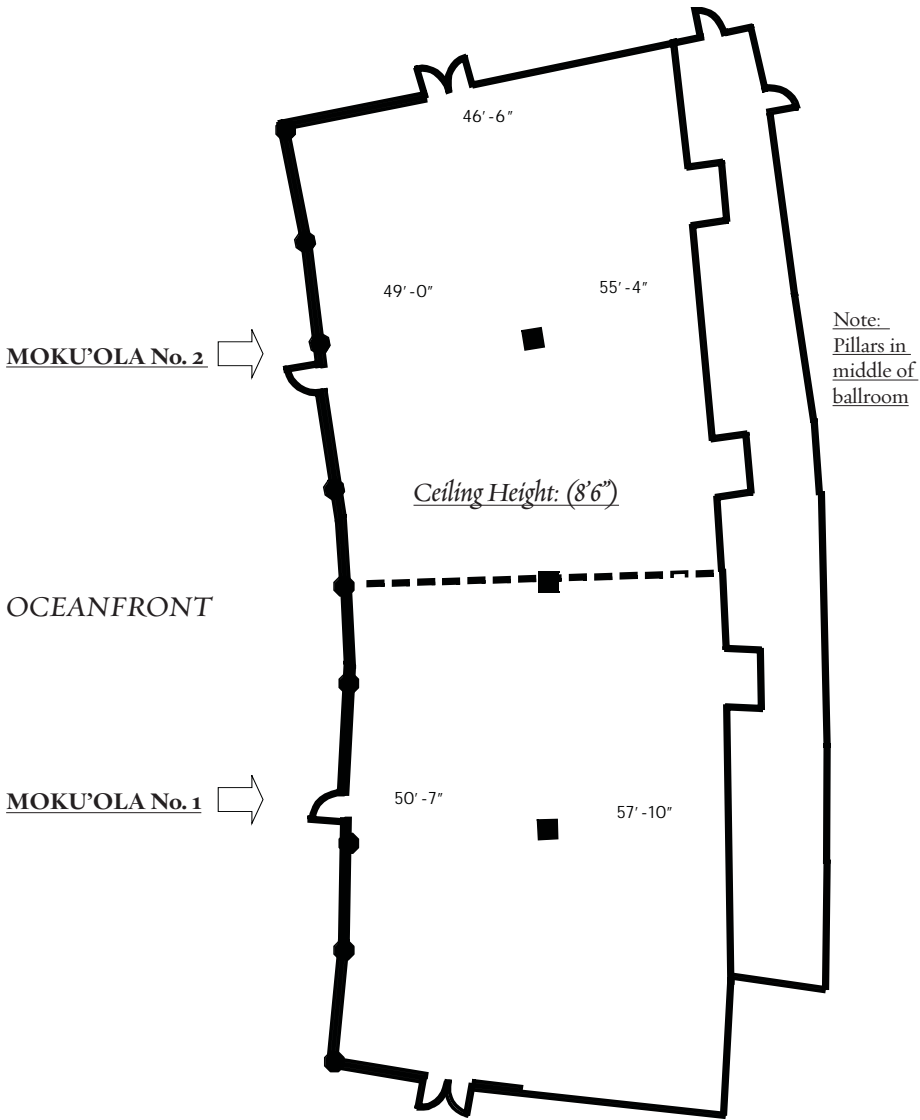 46'-6"
49'-0"
55'-4"
MOKU'OLA No. 2
Note:
Pillars in
middle of
ballroom
Ceiling Height: (8'6")
OCEANFRONT
MOKU'OLA No. 1
50'-7"
57'-10"